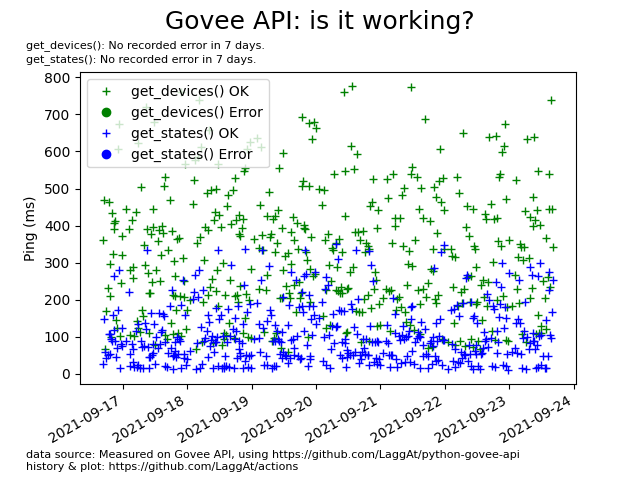 Govee API: is it working?
get_devices(): No recorded error in 7 days.
get_states(): No recorded error in 7 days.
800
700
600
500
400
300
200
100
0
Ping (ms)
get_devices() OK
get_devices() Error
get_states() OK
get_states() Error
2021-09-17
2021-09-18
2021-09-19
2021-09-20
2021-09-21
2021-09-22
2021-09-23
2021-09-24
data source: Measured on Govee API, using https://github.com/LaggAt/python-govee-api
history & plot: https://github.com/LaggAt/actions